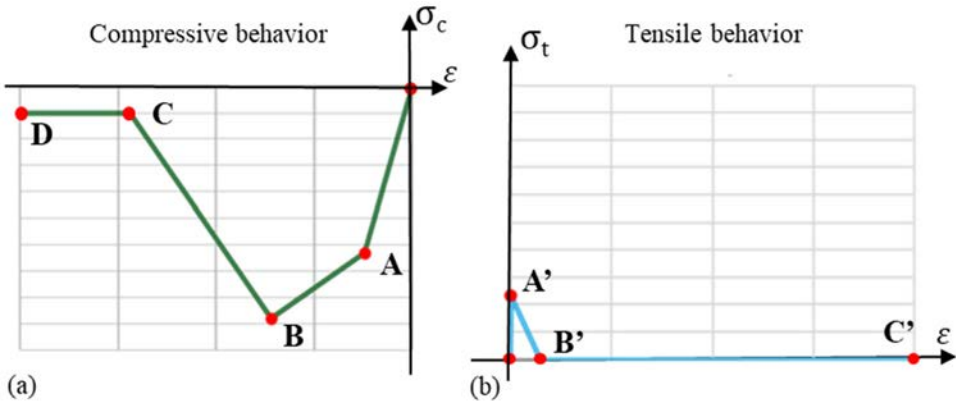 Compressive behavior
σc
ε
D
C
A
B
(a)
Tensile behavior
σt
A’
B’
C’
ε
(b)